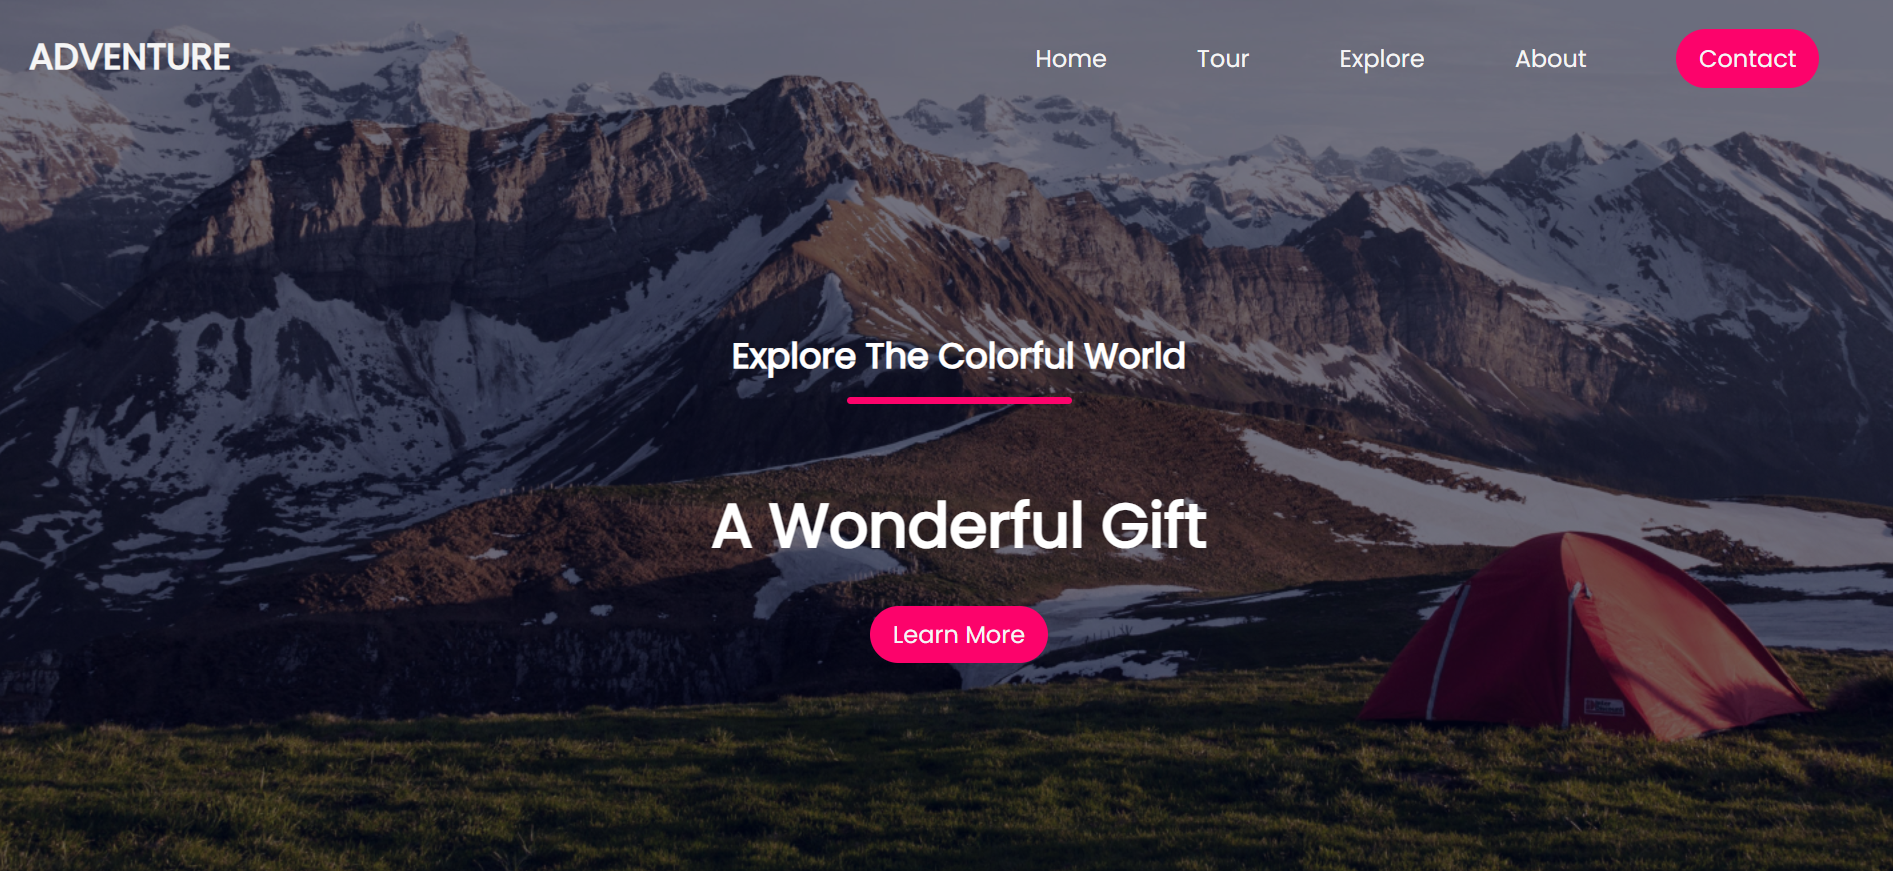 ADVENTURE
Home
Tour
Explore
About
Contact
Explore The Colorful World
A Wonderful Gift
Learn More